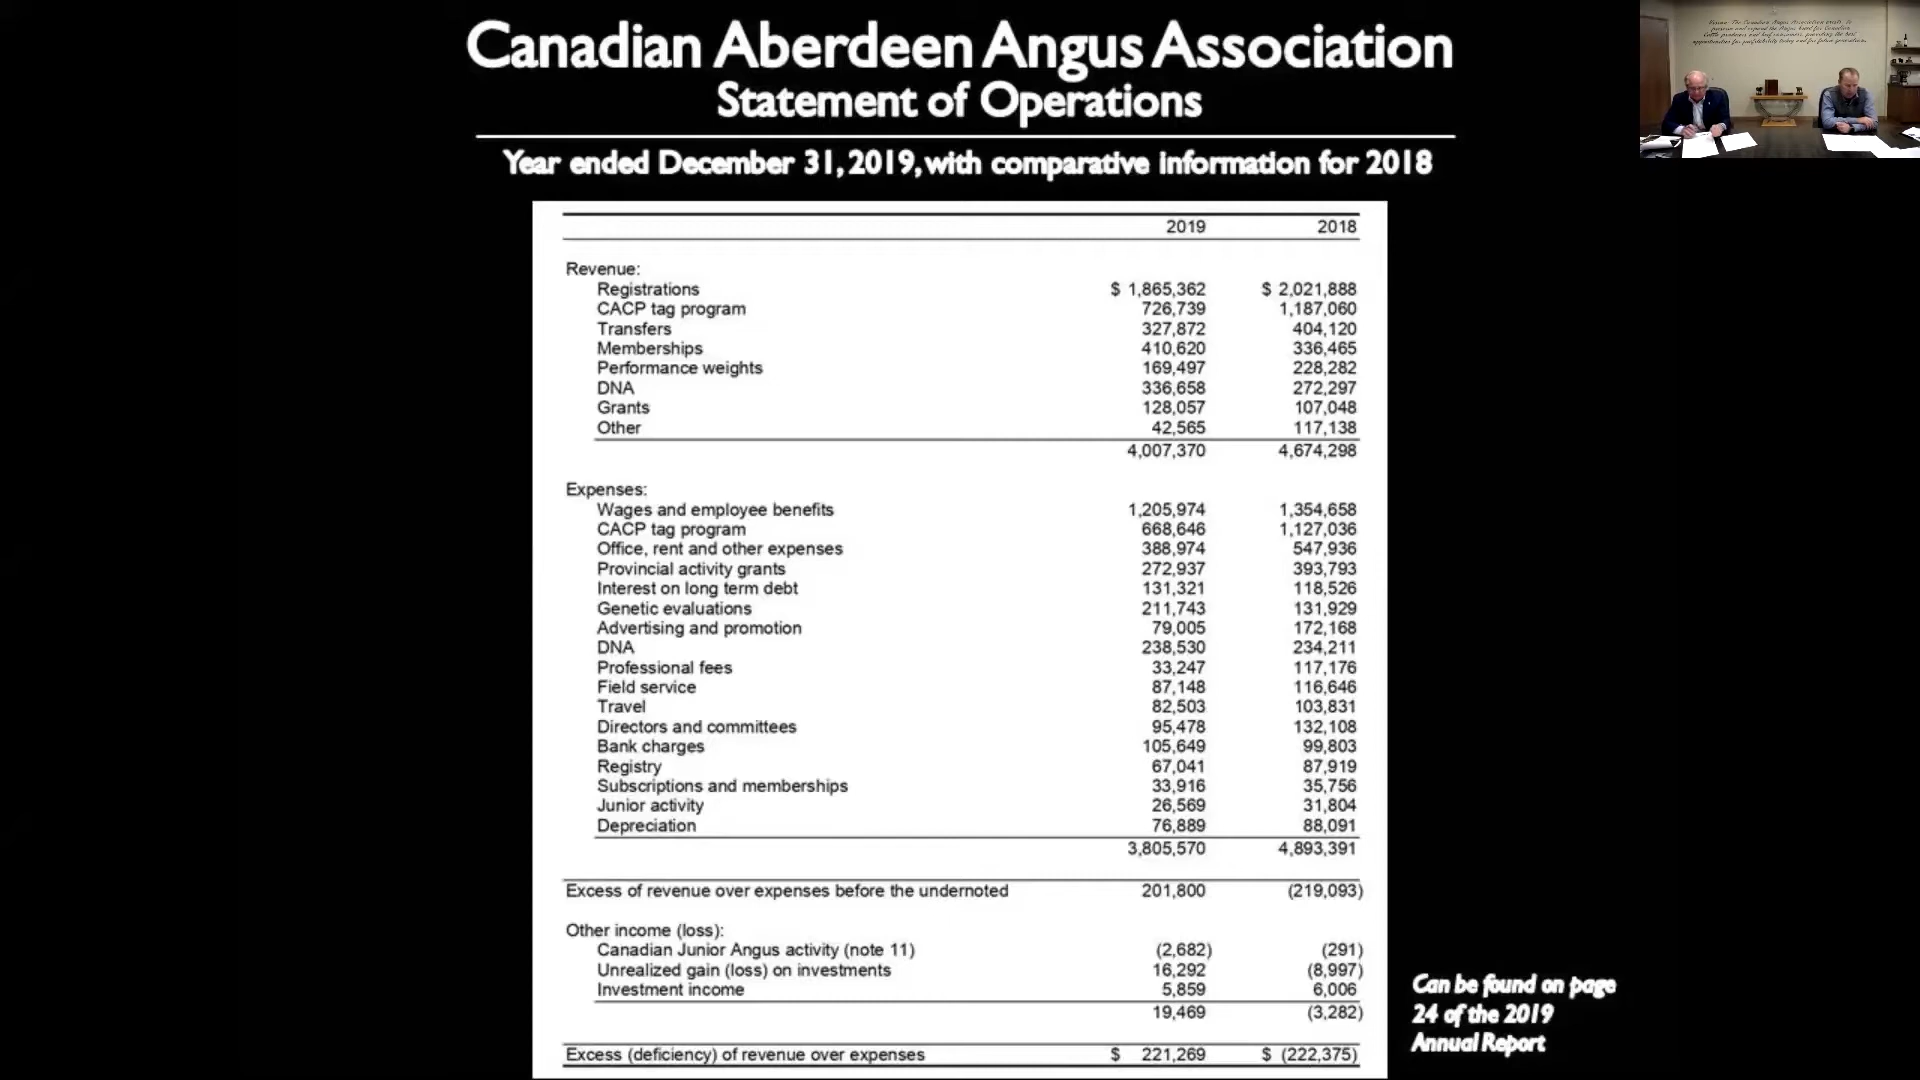 Canadian Aberdeen Angus Association
Statement of Operations
Year ended December 31, 2019, with comparative information for 2018
2019 2018
Revenue:
Registrations $ 1,865,362 $ 2,021,888
CACP tag program 726,739 1,187,060
Transfers 327,872 404,120
Memberships 410,620 336,465
Performance weights 169,497 228,282
DNA 336,658 272,297
Grants 128,057 107,048
Other 42,565 117,138
4,007,370 4,674,298
Expenses:
Wages and employee benefits 1,205,974 1,354,658
CACP tag program 668,646 1,127,036
Office, rent and other expenses 388,974 547,936
Provincial activity grants 272,937 393,793
Interest on long term debt 131,321 118,526
Genetic evaluations 211,743 131,929
Advertising and promotion 79,005 172,168
DNA 238,530 234,211
Professional fees 33,247 117,176
Field service 87,148 116,646
Travel 82,503 103,831
Directors and committees 95,478 132,108
Bank charges 105,649 99,803
Registry 67,041 87,919
Subscriptions and memberships 33,916 35,756
Junior activity 26,569 31,804
Depreciation 76,889 88,091
3,805,570 4,893,391
Excess of revenue over expenses before the undernoted 201,800 (219,093)
Other income (loss):
Canadian Junior Angus activity (note 11) (2,682) (291)
Unrealized gain (loss) on investments 16,292 (8,997)
Investment income 5,859 6,006
19,469 (3,282)
Excess (deficiency) of revenue over expenses $ 221,269 $ (222,375)
Can be found on page
24 of the 2019
Annual Report